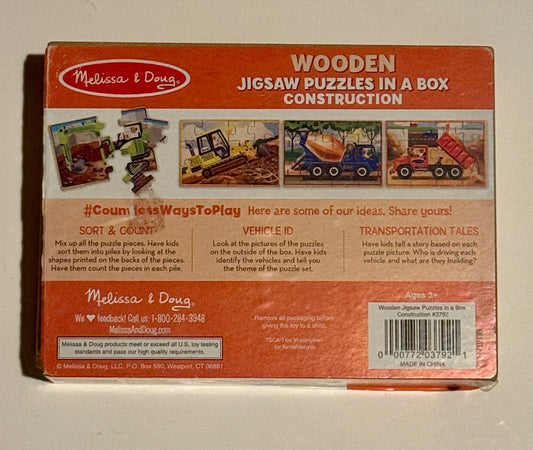 Melissa & Doug®
WOODEN
JIGSAW PUZZLES IN A BOX
CONSTRUCTION
#CountlessWaysToPlay Here are some of our ideas. Share yours!
SORT & COUNT
Mix up all the puzzle pieces. Have kids
sort them into piles by looking at the
shapes printed on the backs of the pieces.
Have them count the pieces in each pile.
VEHICLE ID
Look at the pictures of the puzzles
on the outside of the box. Have kids
identify the vehicles and tell you
the theme of the puzzle set.
TRANSPORTATION TALES
Have kids tell a story based on each
puzzle picture. Who is driving each
vehicle and what are they building?
Melissa & Doug®
We ♥ feedback! Call us: 1-800-284-3948
MelissaAndDoug.com
Melissa & Doug products meet or exceed all U.S. toy testing
standards and pass our high quality requirements.
© Melissa & Doug, LLC, P.O. Box 590, Westport, CT 06881
Remove all packaging before
giving the toy to a child.
TSCA Title VI compliant
for formaldehyde
Ages 3+
Wooden Jigsaw Puzzles in a Box
Construction #3792
0 00772 03792 1
MADE IN CHINA